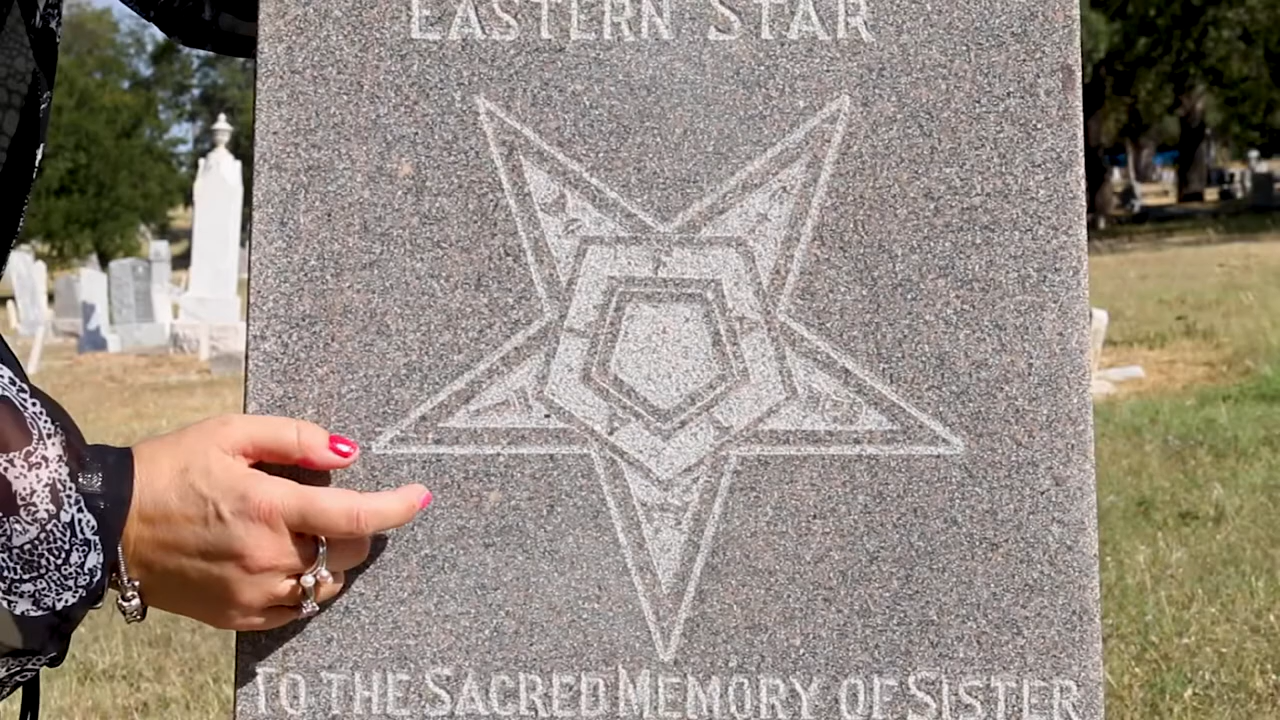 EASTERN STAR
TO THE SACRED MEMORY OF SISTER